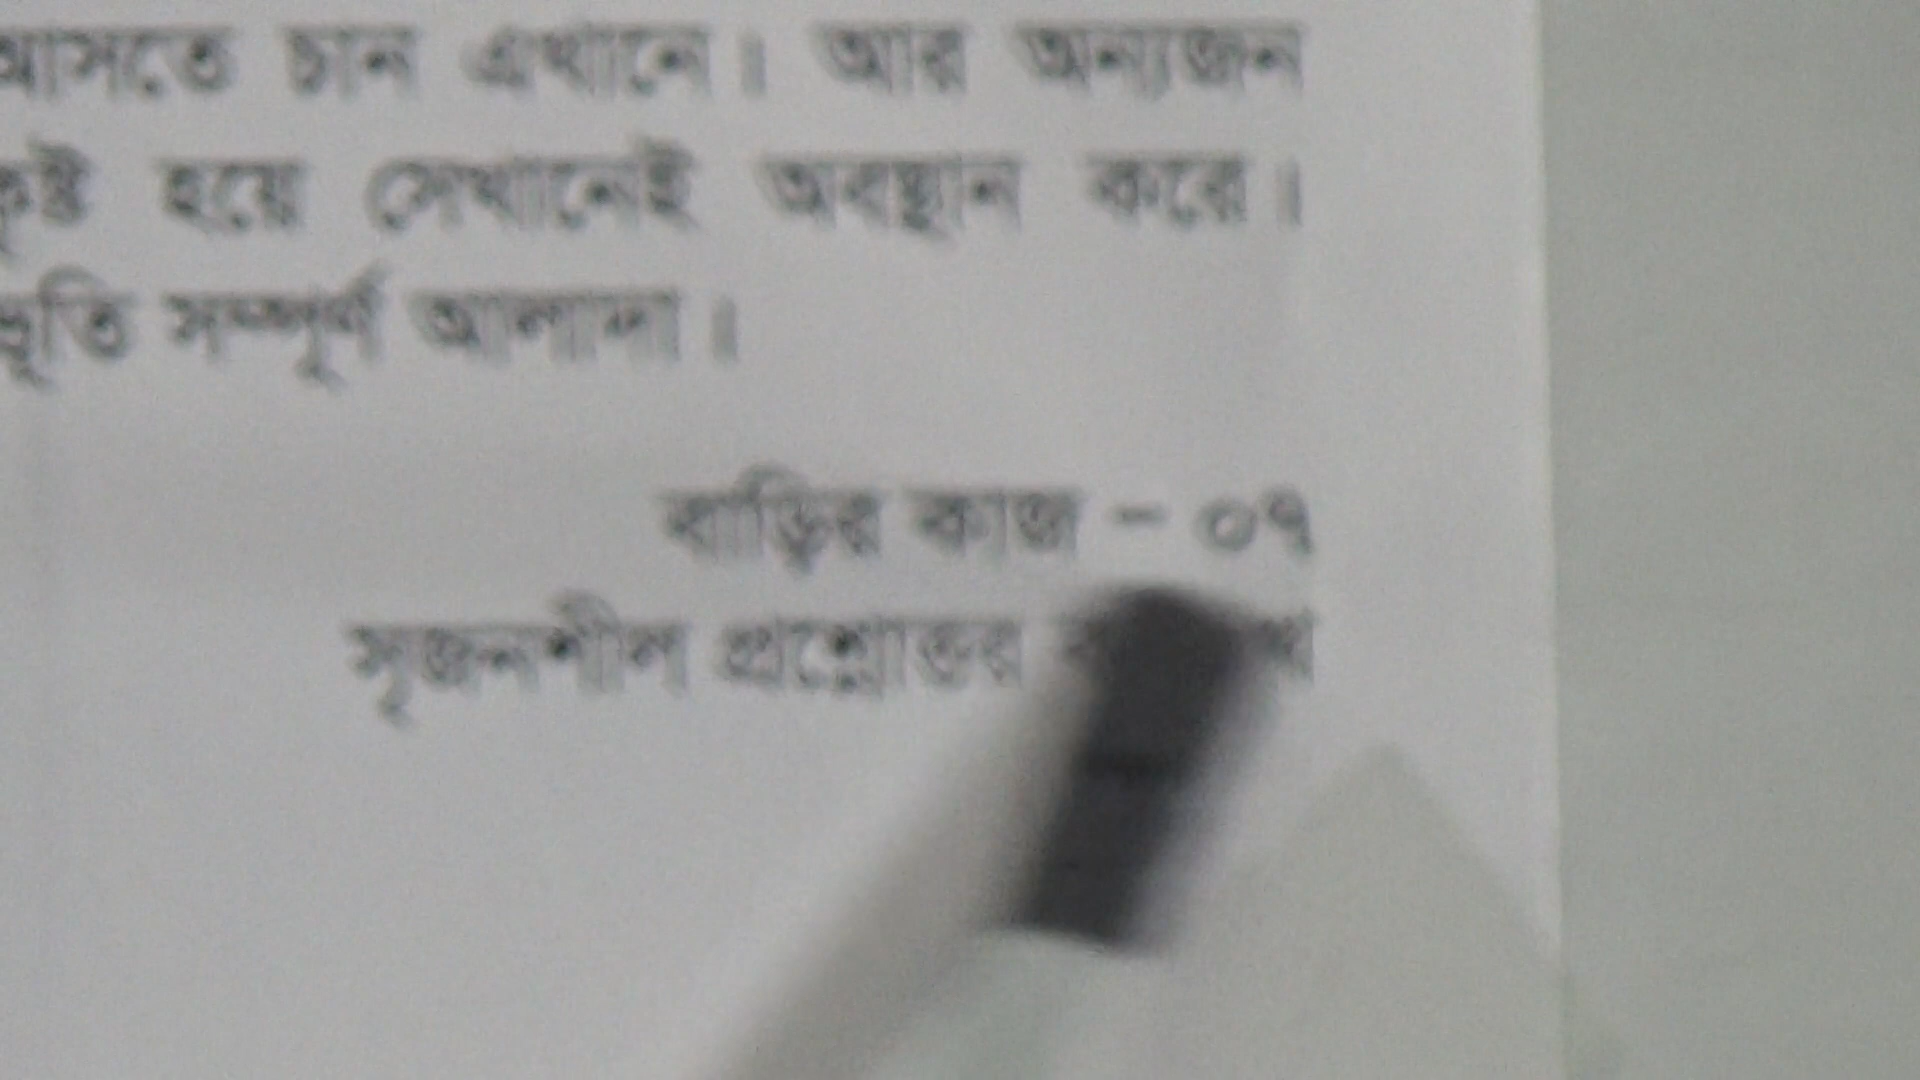 আসতে চান এখানে। আর অন্যজন
হয়ে সেখানেই অবস্থান করে।
সম্পূর্ণ আলাদা।
বাড়ির কাজ – ০৭
সৃজনশীল প্রশ্নোত্তর